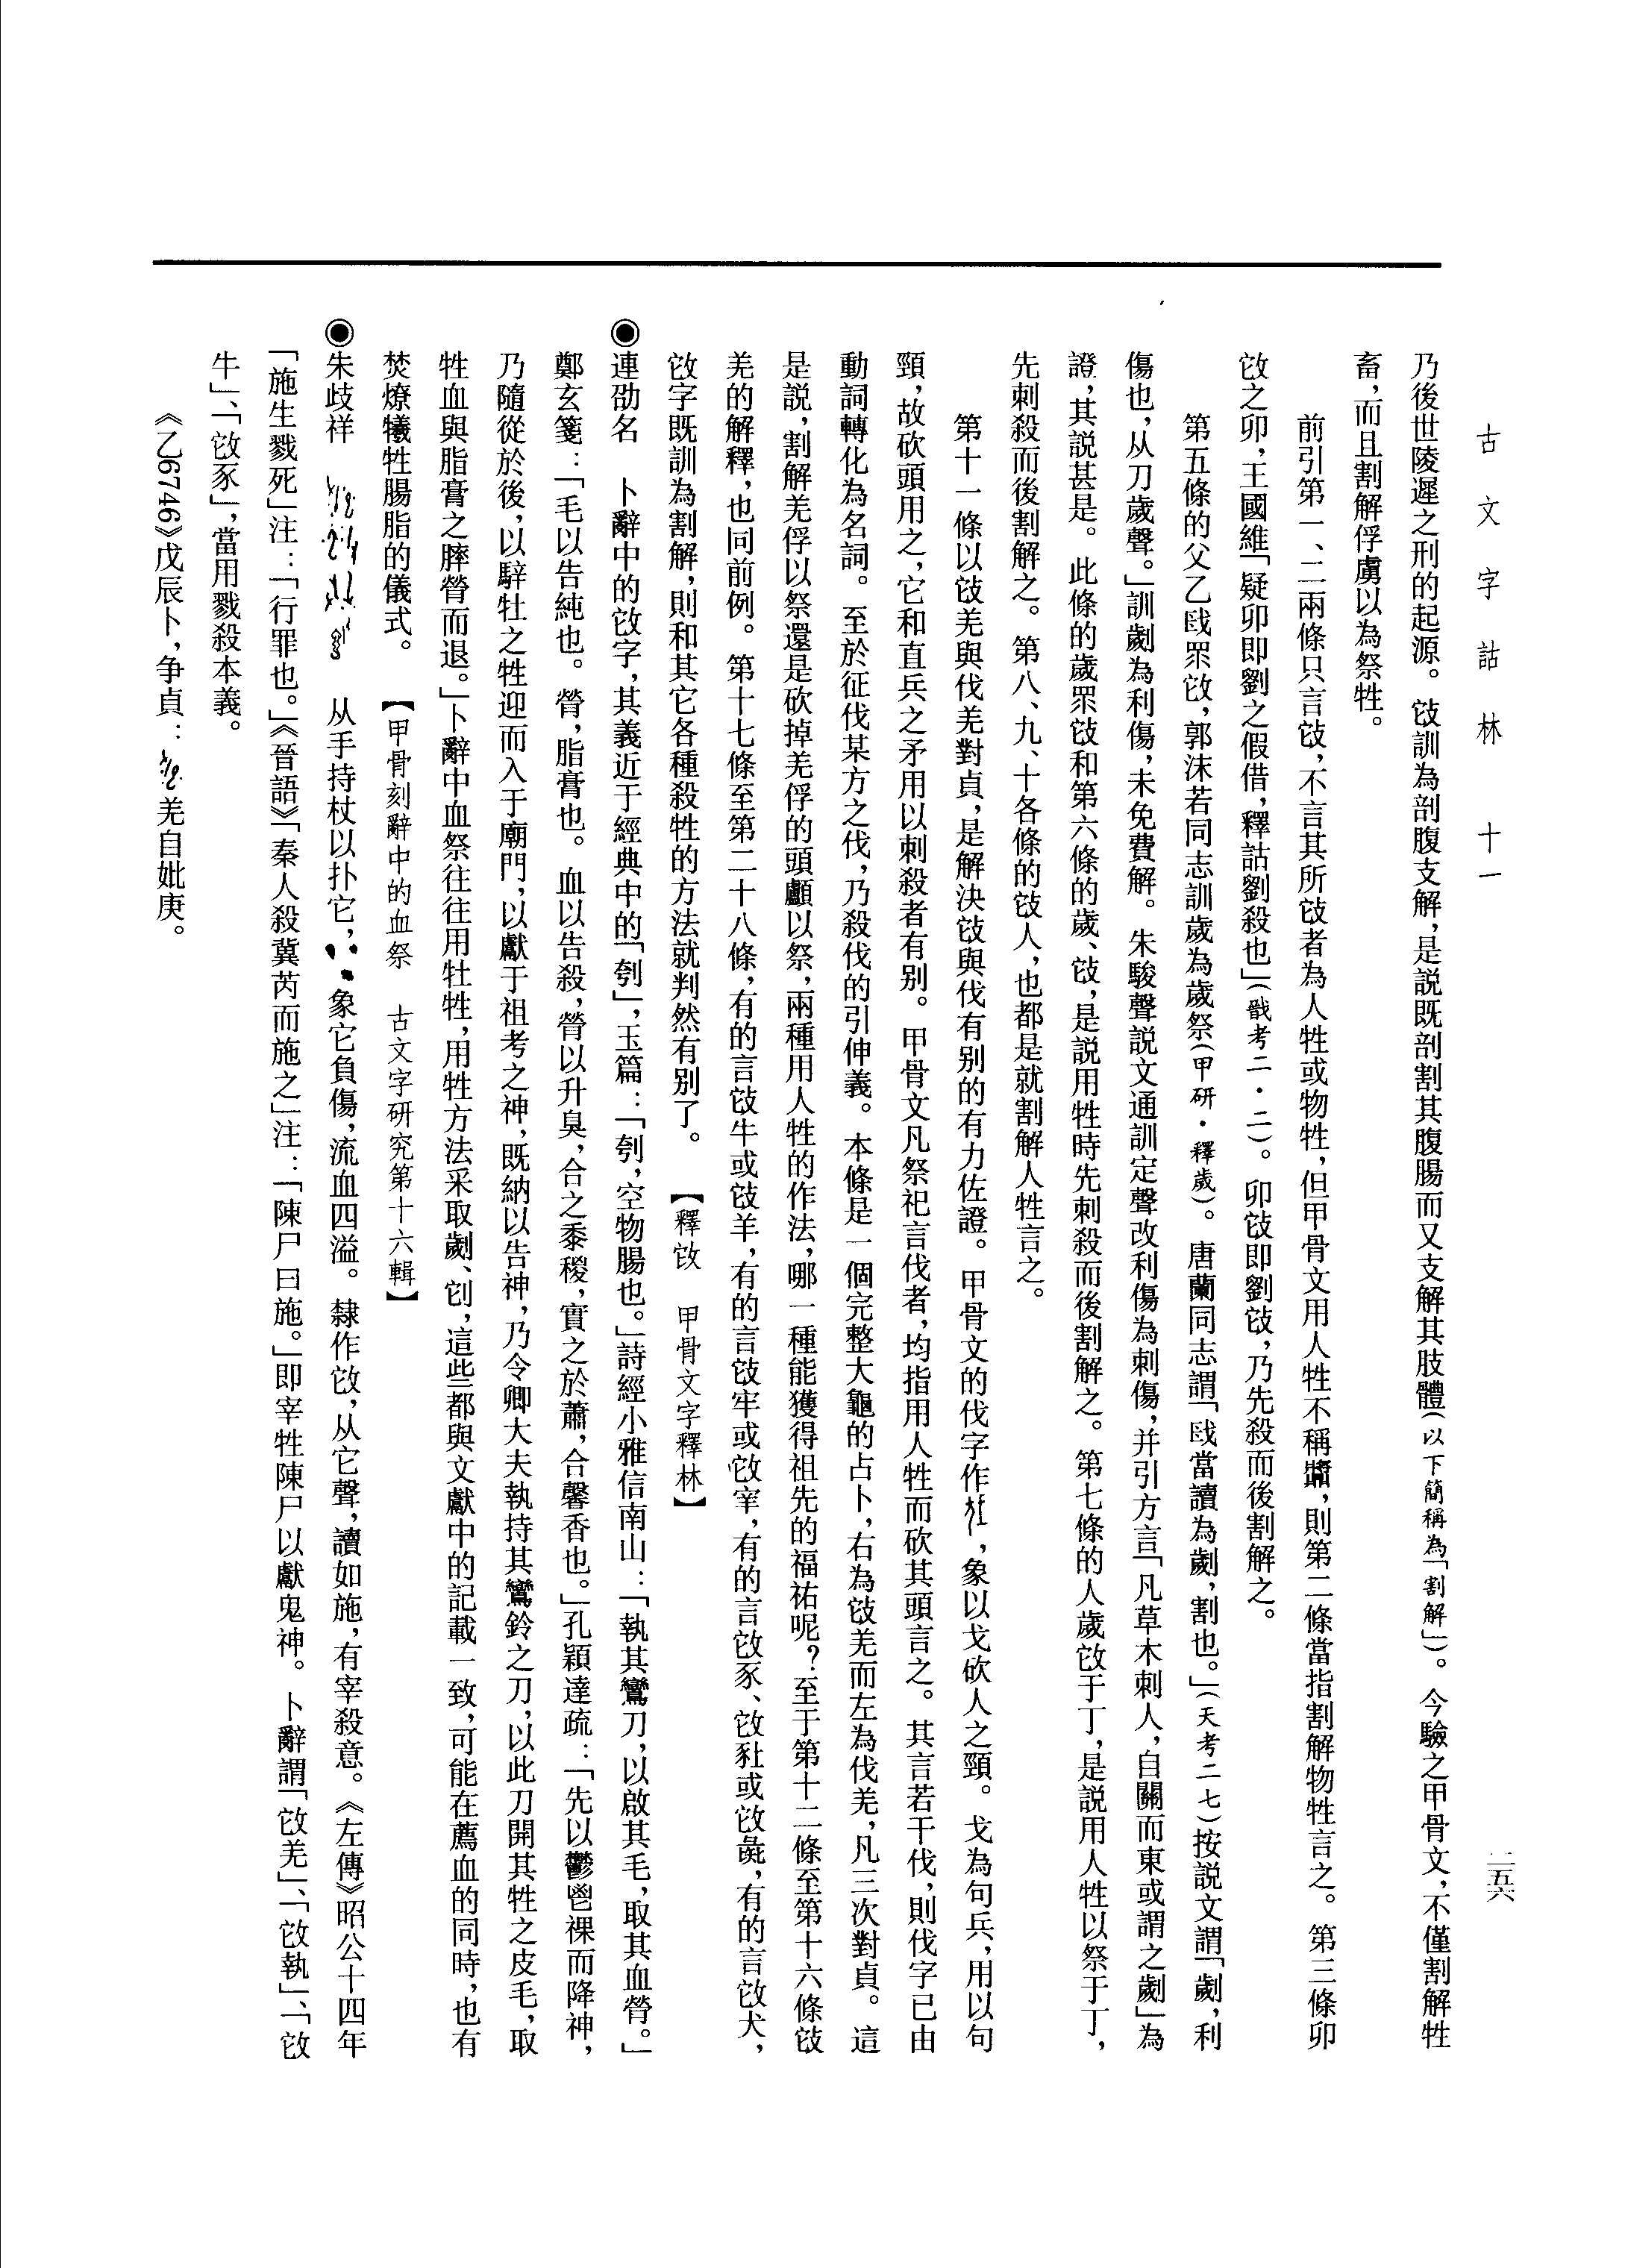 古文字詁林　十一
二五六
乃後世陵遲之刑的起源。㪅訓為剖腹支解，是說既剖割其腹腸而又支解其肢體（以下簡稱為「割解」）。今驗之甲骨文，不僅割解牲
畜，而且割解俘虜以為祭牲。
前引第一、二兩條只言，不言其所者為人牲或物牲，但甲骨文用人牲不稱，則第二條當指割解物牲言之。第三條卯
㐌之卯，王國維「疑卯即劉之假借，釋詁劉殺也」（戩考二·二）。卯即劉，乃先殺而後割解之。
第五條的父乙眔，郭沫若同志訓歲為歲祭（甲研·釋歲）。唐蘭同志謂「當讀為劌，割也。」（天考二七）按説文謂「劌，利
傷也，从刀歲聲。」訓劌為利傷，未免費解。朱駿聲説文通訓定聲改利傷為刺傷，并引方言「凡草木刺人，自關而東或謂之劌」為
證，其説甚是。此條的歲眔和第六條的歲、，是説用牲時先刺殺而後割解之。第七條的人歲于丁，是説用人牲以祭于丁，
先刺殺而後割解之。第八、九、十各條的人，也都是就割解人牲言之。
第十一條以羌與伐羌對貞，是解決與伐有別的有力佐證。甲骨文的伐字作，象以戈砍人之頸。戈為句兵，用以句
頸，故砍頭用之，它和直兵之矛用以刺殺者有別。甲骨文凡祭祀言伐者，均指用人牲而砍其頭言之。其言若干伐，則伐字已由
動詞轉化為名詞。至於征伐某方之伐，乃殺伐的引伸義。本條是一個完整大龜的占卜，右為羌而左為伐羌，凡三次對貞。這
是説，割解羌俘以祭還是砍掉羌俘的頭顱以祭，兩種用人牲的作法，哪一種能獲得祖先的福祐呢？至于第十二條至第十六條
羌的解釋，也同前例。第十七條至第二十八條，有的言牛或羊，有的言牢或宰，有的言豕、豼或彘，有的言犬，
字既訓為割解，則和其它各種殺牲的方法就判然有別了。【釋　甲骨文字釋林】
◉連劭名　卜辭中的字，其義近于經典中的「刳」，玉篇：「刳，空物腸也。」詩經小雅信南山：「執其鸞刀，以啟其毛，取其血膋。」
鄭玄箋：「毛以告純也。膋，脂膏也。血以告殺，膋以升臭，合之黍稷，實之於蕭，合馨香也。」孔穎達疏：「先以鬱鬯祼而降神，
乃隨從於後，以騂牡之牲迎而入于廟門，以獻于祖考之神，既納以告神，乃令卿大夫執持其鸞鈴之刀，以此刀開其牲之皮毛，取
牲血與脂膏之膟膋而退。」卜辭中血祭往往用牡牲，用牲方法采取劌、刉，這些都與文獻中的記載一致，可能在薦血的同時，也有
焚燎犧牲腸脂的儀式。【甲骨刻辭中的血祭　古文字研究第十六輯】
◉朱歧祥　从手持杖以扑它，象它負傷，流血四溢。隸作，从它聲，讀如施，有宰殺意。《左傳》昭公十四年
「施生戮死」注：「行罪也。」《晉語》「秦人殺冀芮而施之」注：「陳尸曰施。」即宰牲陳尸以獻鬼神。卜辭謂「羌」、「執」、「
牛」、「豕」，當用戮殺本義。
《乙6746》戊辰卜，争貞：羌自妣庚。